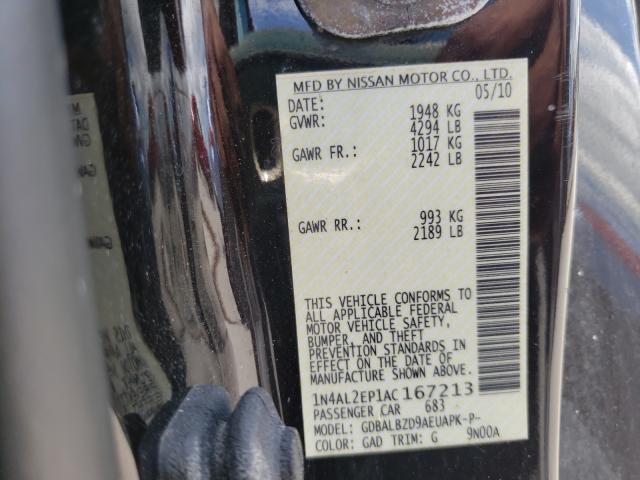 MFD BY NISSAN MOTOR CO., LTD.
DATE: 05/10
GVWR: 1948 KG
4294 LB
GAWR FR.: 1017 KG
2242 LB
GAWR RR.: 993 KG
2189 LB
THIS VEHICLE CONFORMS TO
ALL APPLICABLE FEDERAL
MOTOR VEHICLE SAFETY,
BUMPER, AND THEFT
PREVENTION STANDARDS IN
EFFECT ON THE DATE OF
MANUFACTURE SHOWN ABOVE.
1N4AL2EP1AC167213
PASSENGER CAR 683
MODEL: GDBALBZD9AEUAPK-P-
COLOR: GAD TRIM: G 9N00A